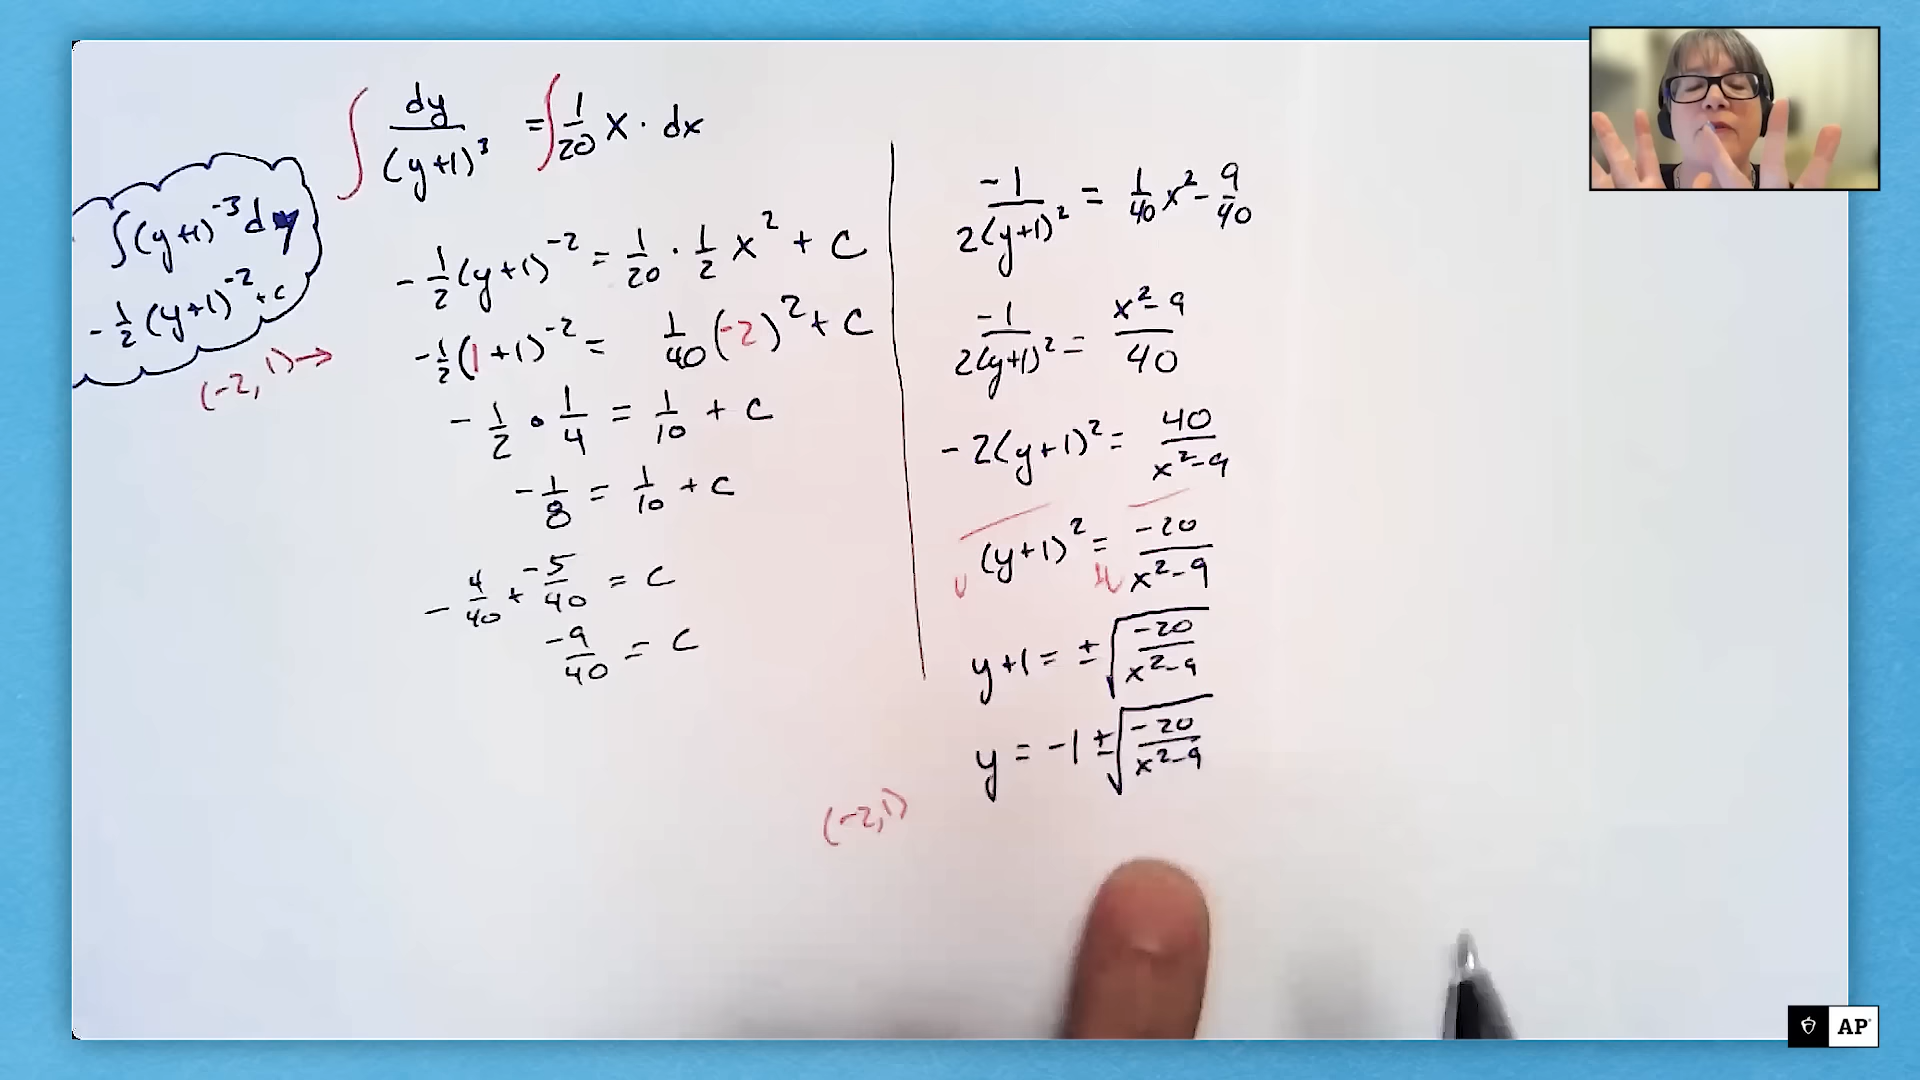 ∫ dy/(y+1)³ = ∫ 1/20 x · dx
∫(y+1)⁻³ dy
-1/2 (y+1)⁻² + c
(-2, 1) →
-1/2 (y+1)⁻² = 1/20 · 1/2 x² + C
-1/2 (1+1)⁻² = 1/40 (-2)² + C
-1/2 · 1/4 = 1/10 + C
-1/8 = 1/10 + C
-4/40 + -5/40 = C
-9/40 = C
-1/2(y+1)² = 1/40 x² - 9/40
-1/2(y+1)² = x²-9/40
-2(y+1)² = 40/x²-9
(y+1)² = -20/x²-9
y+1 = ±√-20/x²-9
y = -1 ±√-20/x²-9
(-2,1)
AP